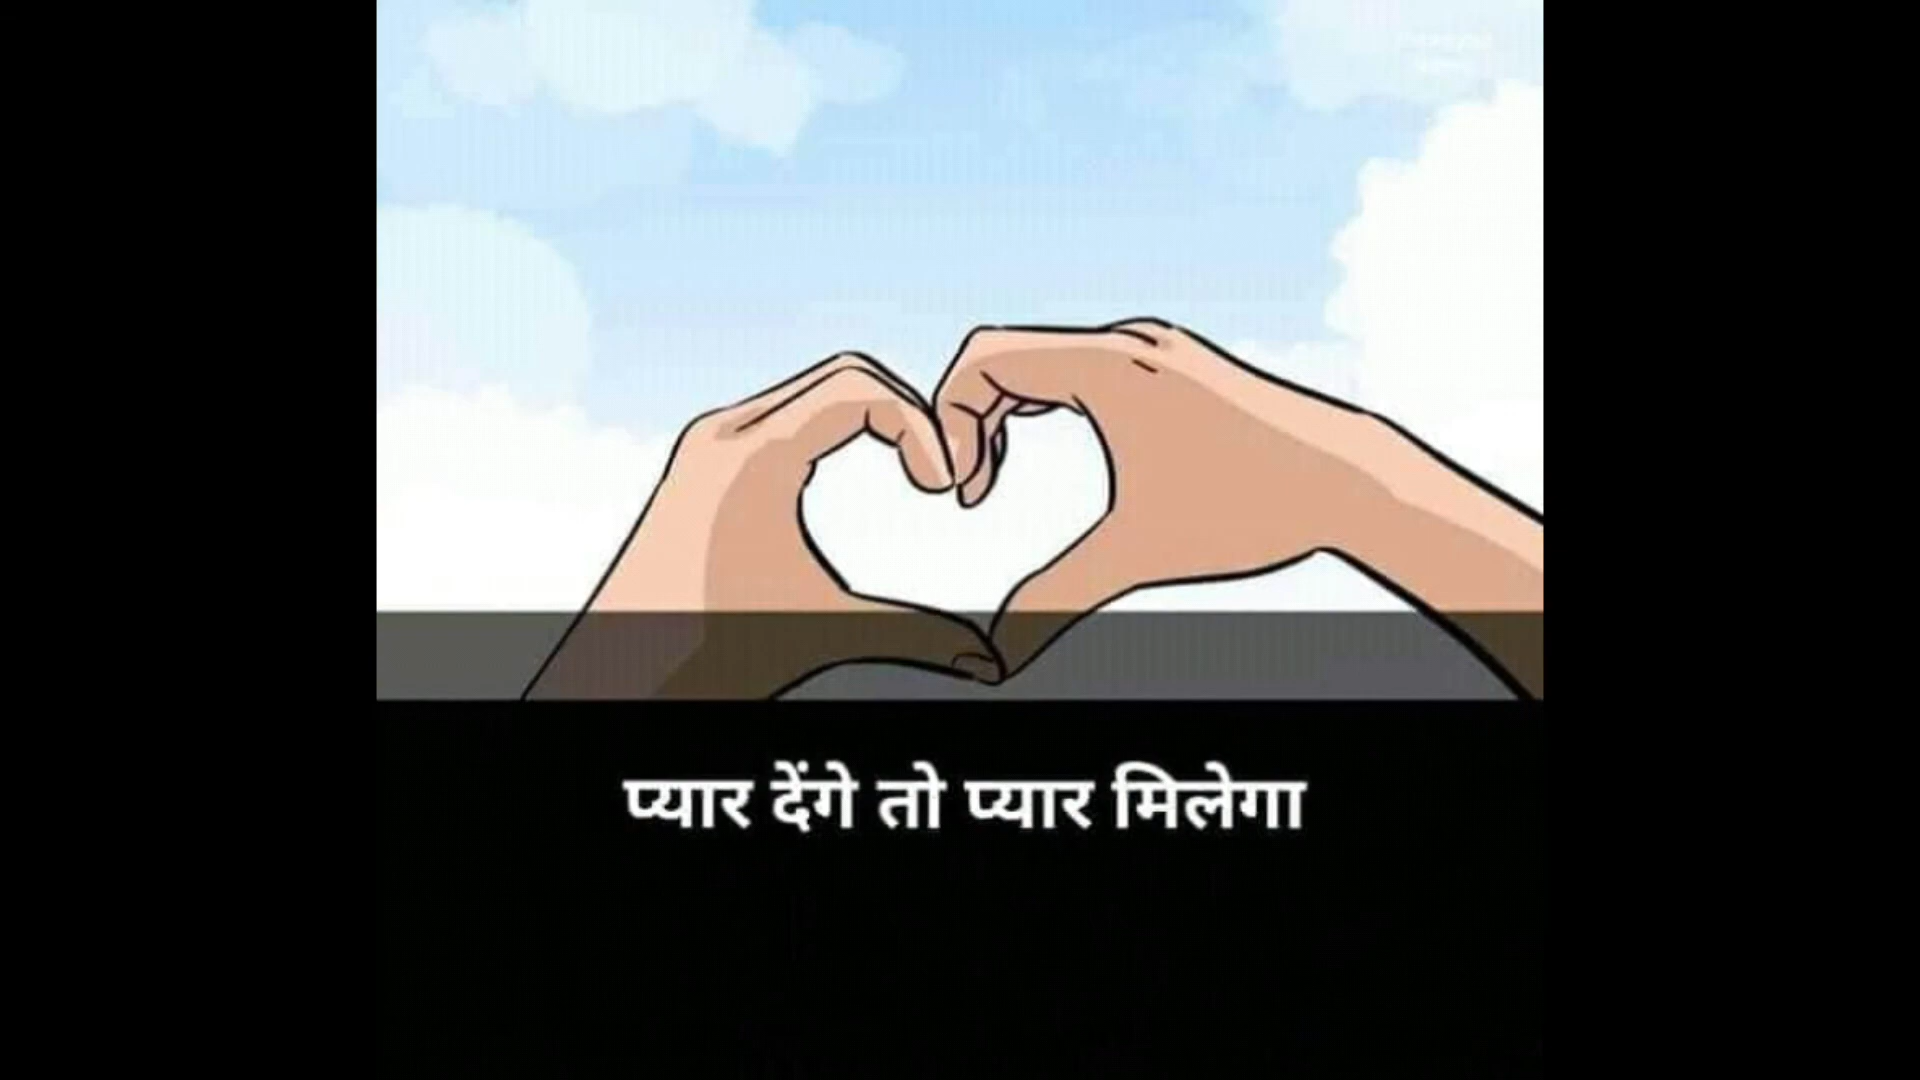 प्यार देंगे तो प्यार मिलेगा